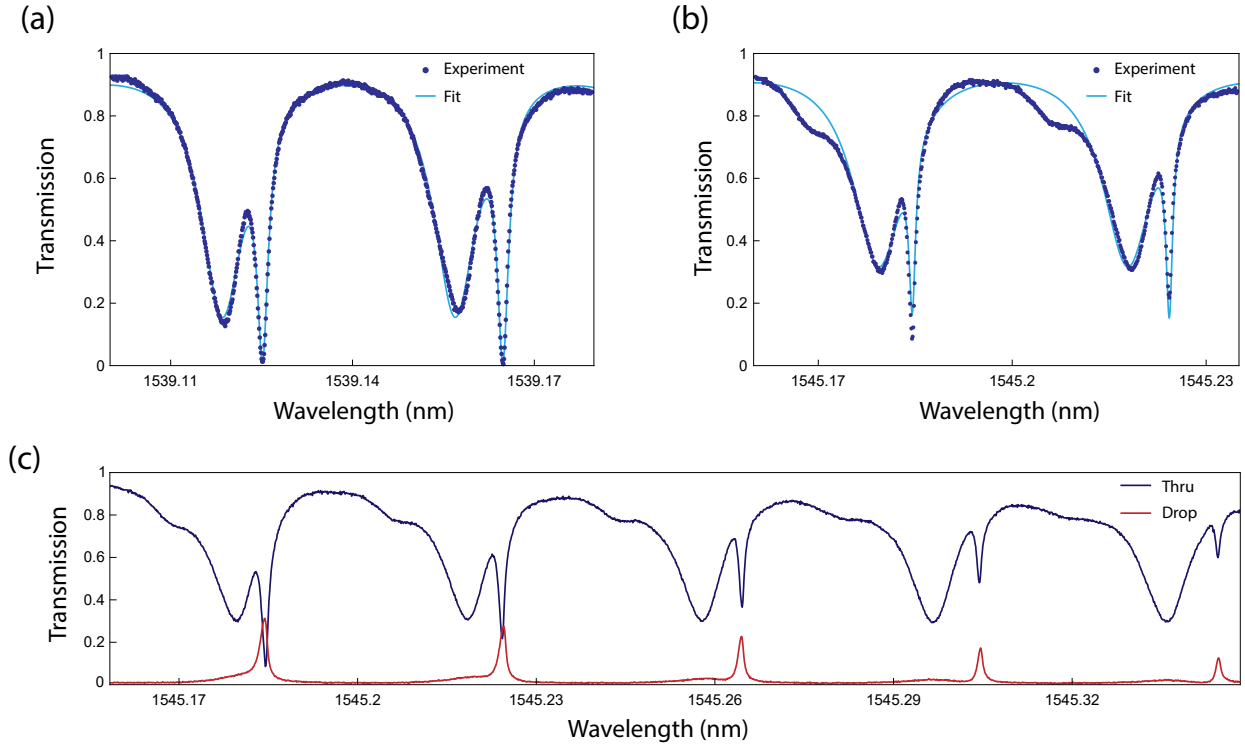 (a)
(b)
1
0.8
0.6
0.4
0.2
0
Transmission
Experiment
Fit
1539.11
1539.14
1539.17
Wavelength (nm)
1
0.8
0.6
0.4
0.2
0
Transmission
Experiment
Fit
1545.17
1545.2
1545.23
Wavelength (nm)
(c)
1
0.8
0.6
0.4
0.2
0
Transmission
Thru
Drop
1545.17
1545.2
1545.23
1545.26
1545.29
1545.32
Wavelength (nm)